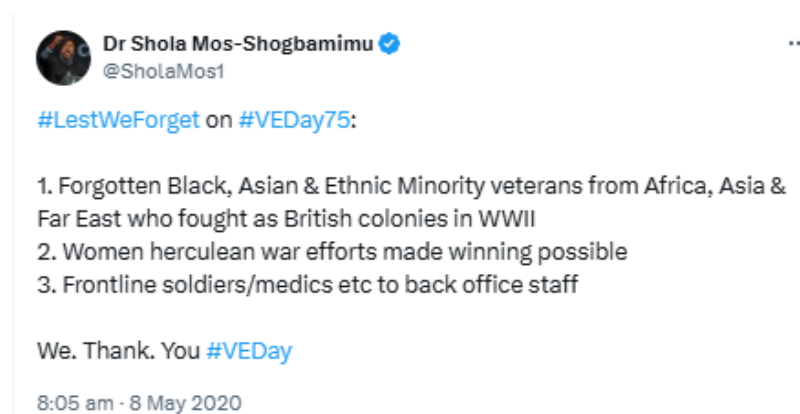 Dr Shola Mos-Shogbamimu
@SholaMos1
#LestWeForget on #VEDay75:
1. Forgotten Black, Asian & Ethnic Minority veterans from Africa, Asia &
Far East who fought as British colonies in WWII
2. Women herculean war efforts made winning possible
3. Frontline soldiers/medics etc to back office staff
We. Thank. You #VEDay
8:05 am · 8 May 2020